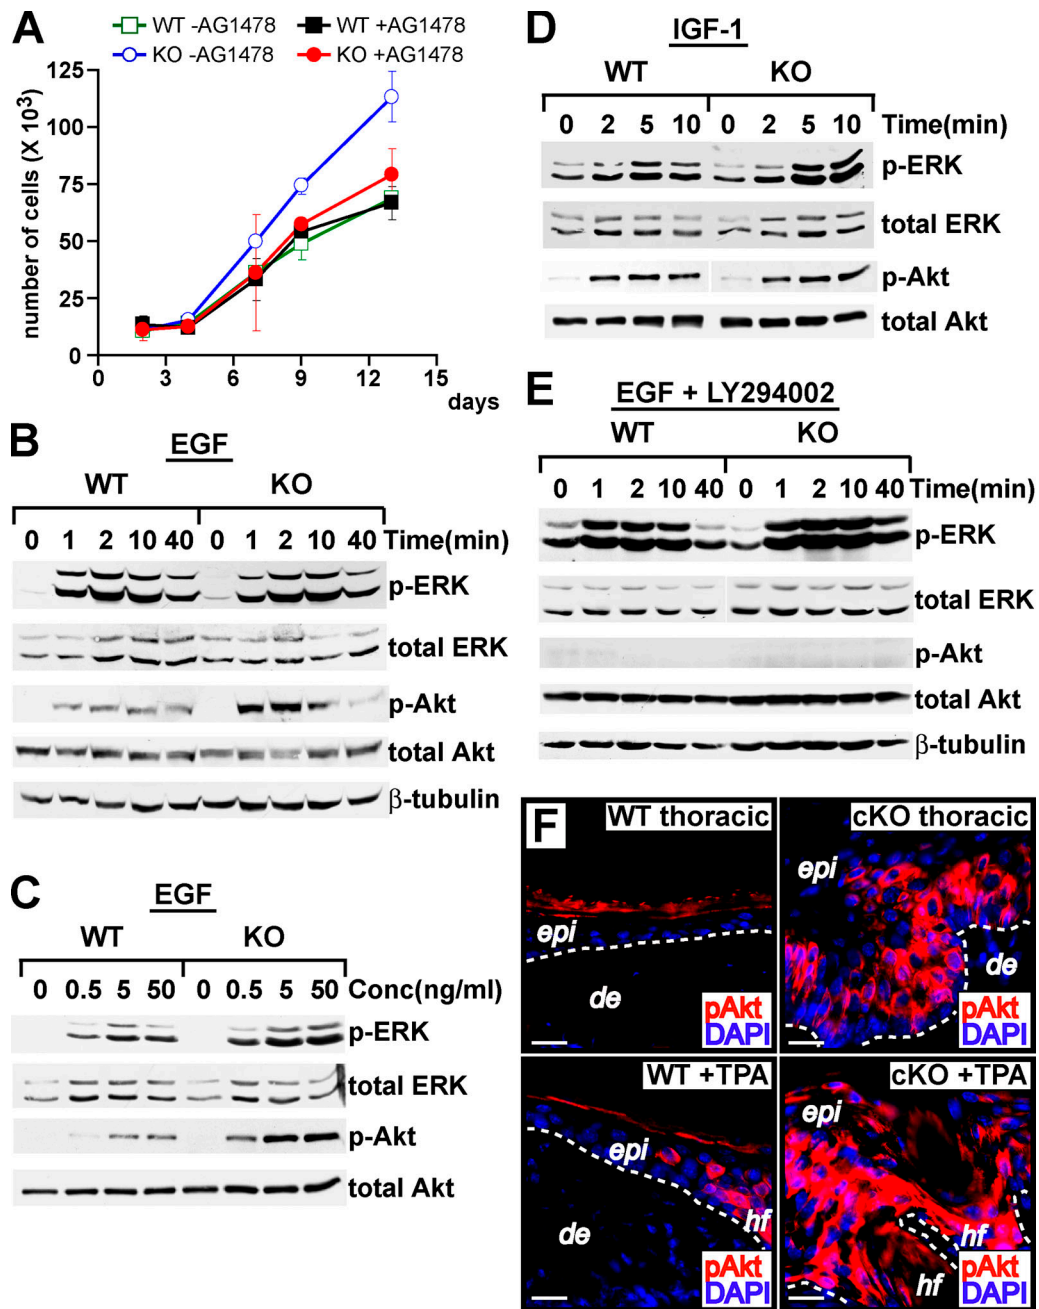 A
WT -AG1478
WT +AG1478
KO -AG1478
KO +AG1478
number of cells (X 10³)
125
100
75
50
25
0
0 3 6 9 12 15
days
B
EGF
WT KO
0 1 2 10 40 0 1 2 10 40 Time(min)
p-ERK
total ERK
p-Akt
total Akt
β-tubulin
C
EGF
WT KO
0 0.5 5 50 0 0.5 5 50 Conc(ng/ml)
p-ERK
total ERK
p-Akt
total Akt
D
IGF-1
WT KO
0 2 5 10 0 2 5 10 Time(min)
p-ERK
total ERK
p-Akt
total Akt
E
EGF + LY294002
WT KO
0 1 2 10 40 0 1 2 10 40 Time(min)
p-ERK
total ERK
p-Akt
total Akt
β-tubulin
F
WT thoracic
epi
de
pAkt
DAPI
cKO thoracic
epi
de
pAkt
DAPI
WT +TPA
epi
hf
de
pAkt
DAPI
cKO +TPA
epi
hf
hf
pAkt
DAPI